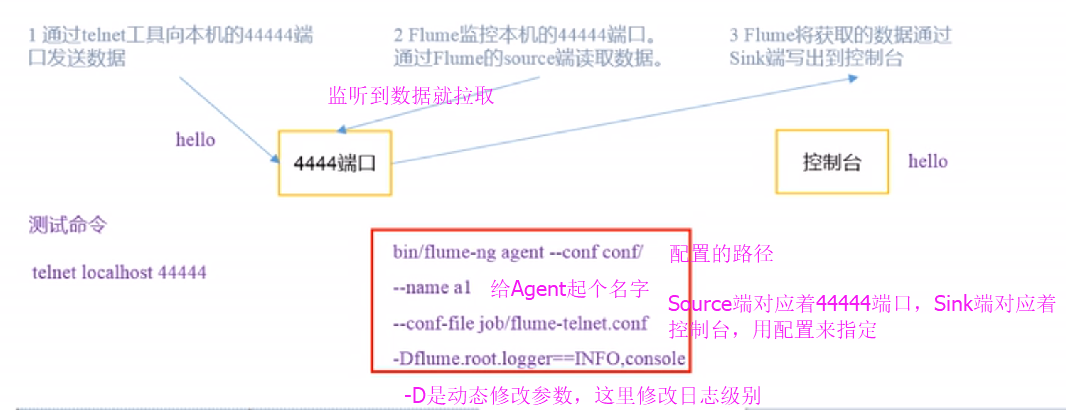 1 通过telnet工具向本机的44444端
口发送数据
2 Flume监控本机的44444端口。
通过Flume的source端读取数据。
3 Flume将获取的数据通过
Sink端写出到控制台
监听到数据就拉取
hello
4444端口
控制台
hello
测试命令
telnet localhost 44444
bin/flume-ng agent --conf conf/
配置的路径
--name a1
给Agent起个名字
Source端对应着44444端口，Sink端对应着
控制台，用配置来指定
--conf-file job/flume-telnet.conf
-Dflume.root.logger==INFO,console
-D是动态修改参数，这里修改日志级别